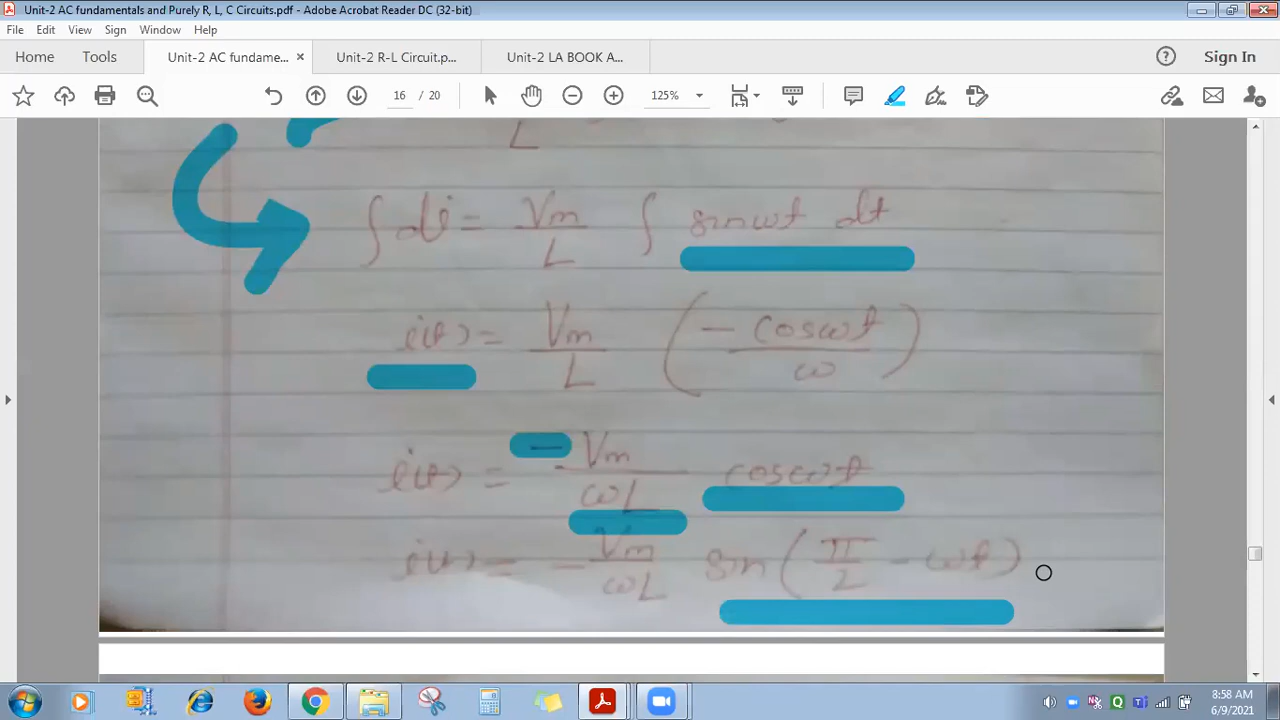 Unit-2 AC fundamentals and Purely R, L, C Circuits.pdf - Adobe Acrobat Reader DC (32-bit)
File Edit View Sign Window Help
Home Tools Unit-2 AC fundame... × Unit-2 R-L Circuit.p... Unit-2 LA BOOK A... Sign In
16 / 20 125%
L
∫ di = Vm/L ∫ sinωt dt
i(t) = Vm/L (- cosωt/ω)
i(t) = - Vm/ωL cosωt
i(t) = - Vm/ωL sin(π/2 - ωt)
8:58 AM
6/9/2021